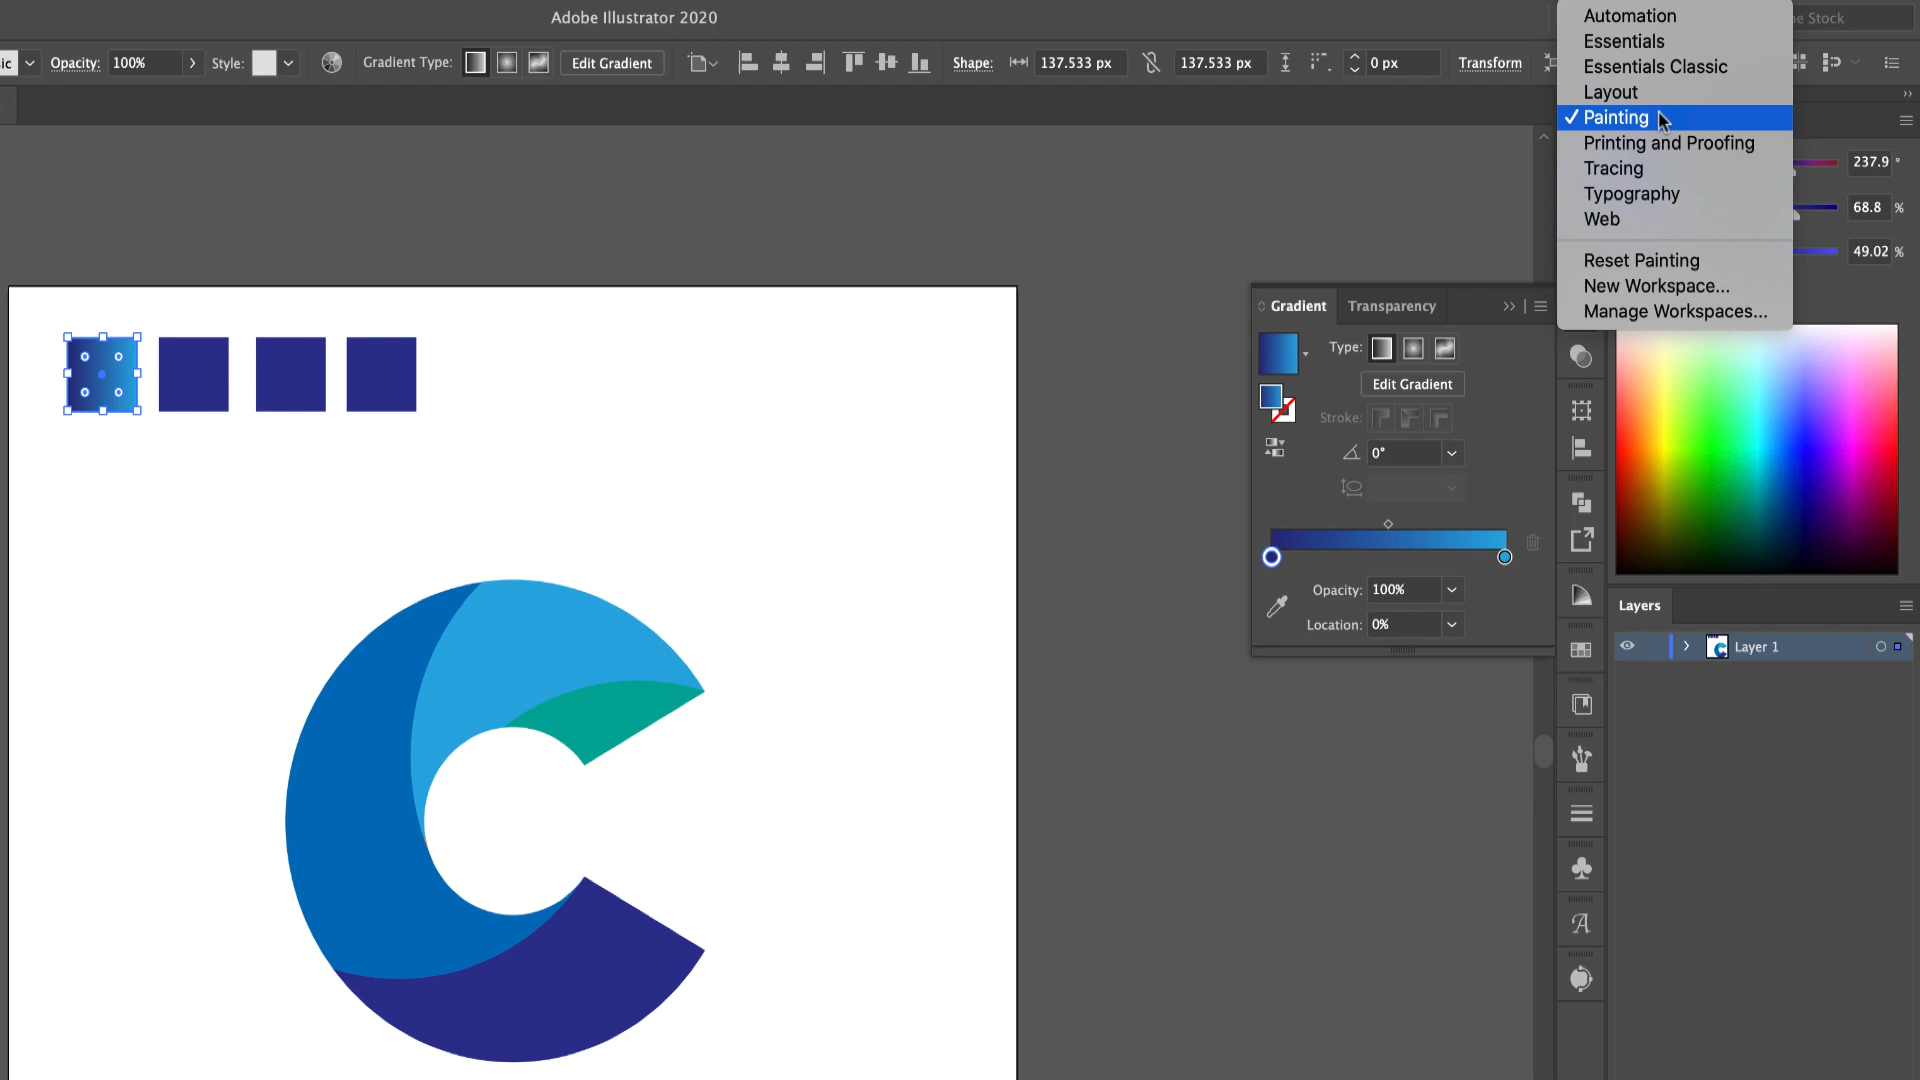 Adobe Illustrator 2020
Automation
Essentials
Essentials Classic
Layout
✓ Painting
Printing and Proofing
Tracing
Typography
Web
Reset Painting
New Workspace...
Manage Workspaces...
Stock
Opacity: 100%
Style:
Gradient Type:
Edit Gradient
Shape:
137.533 px
137.533 px
0 px
Transform
237.9 °
68.8 %
49.02 %
Gradient
Transparency
Type:
Edit Gradient
Stroke:
0°
Opacity: 100%
Location: 0%
Layers
Layer 1